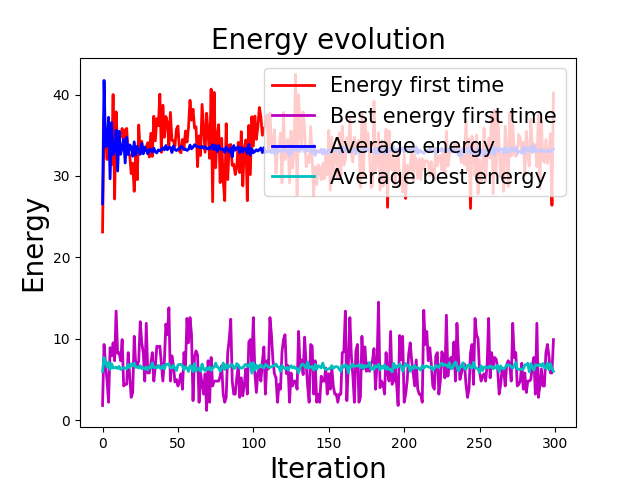 Energy evolution
Energy first time
Best energy first time
Average energy
Average best energy
Energy
40
30
20
10
0
0
50
100
150
200
250
300
Iteration